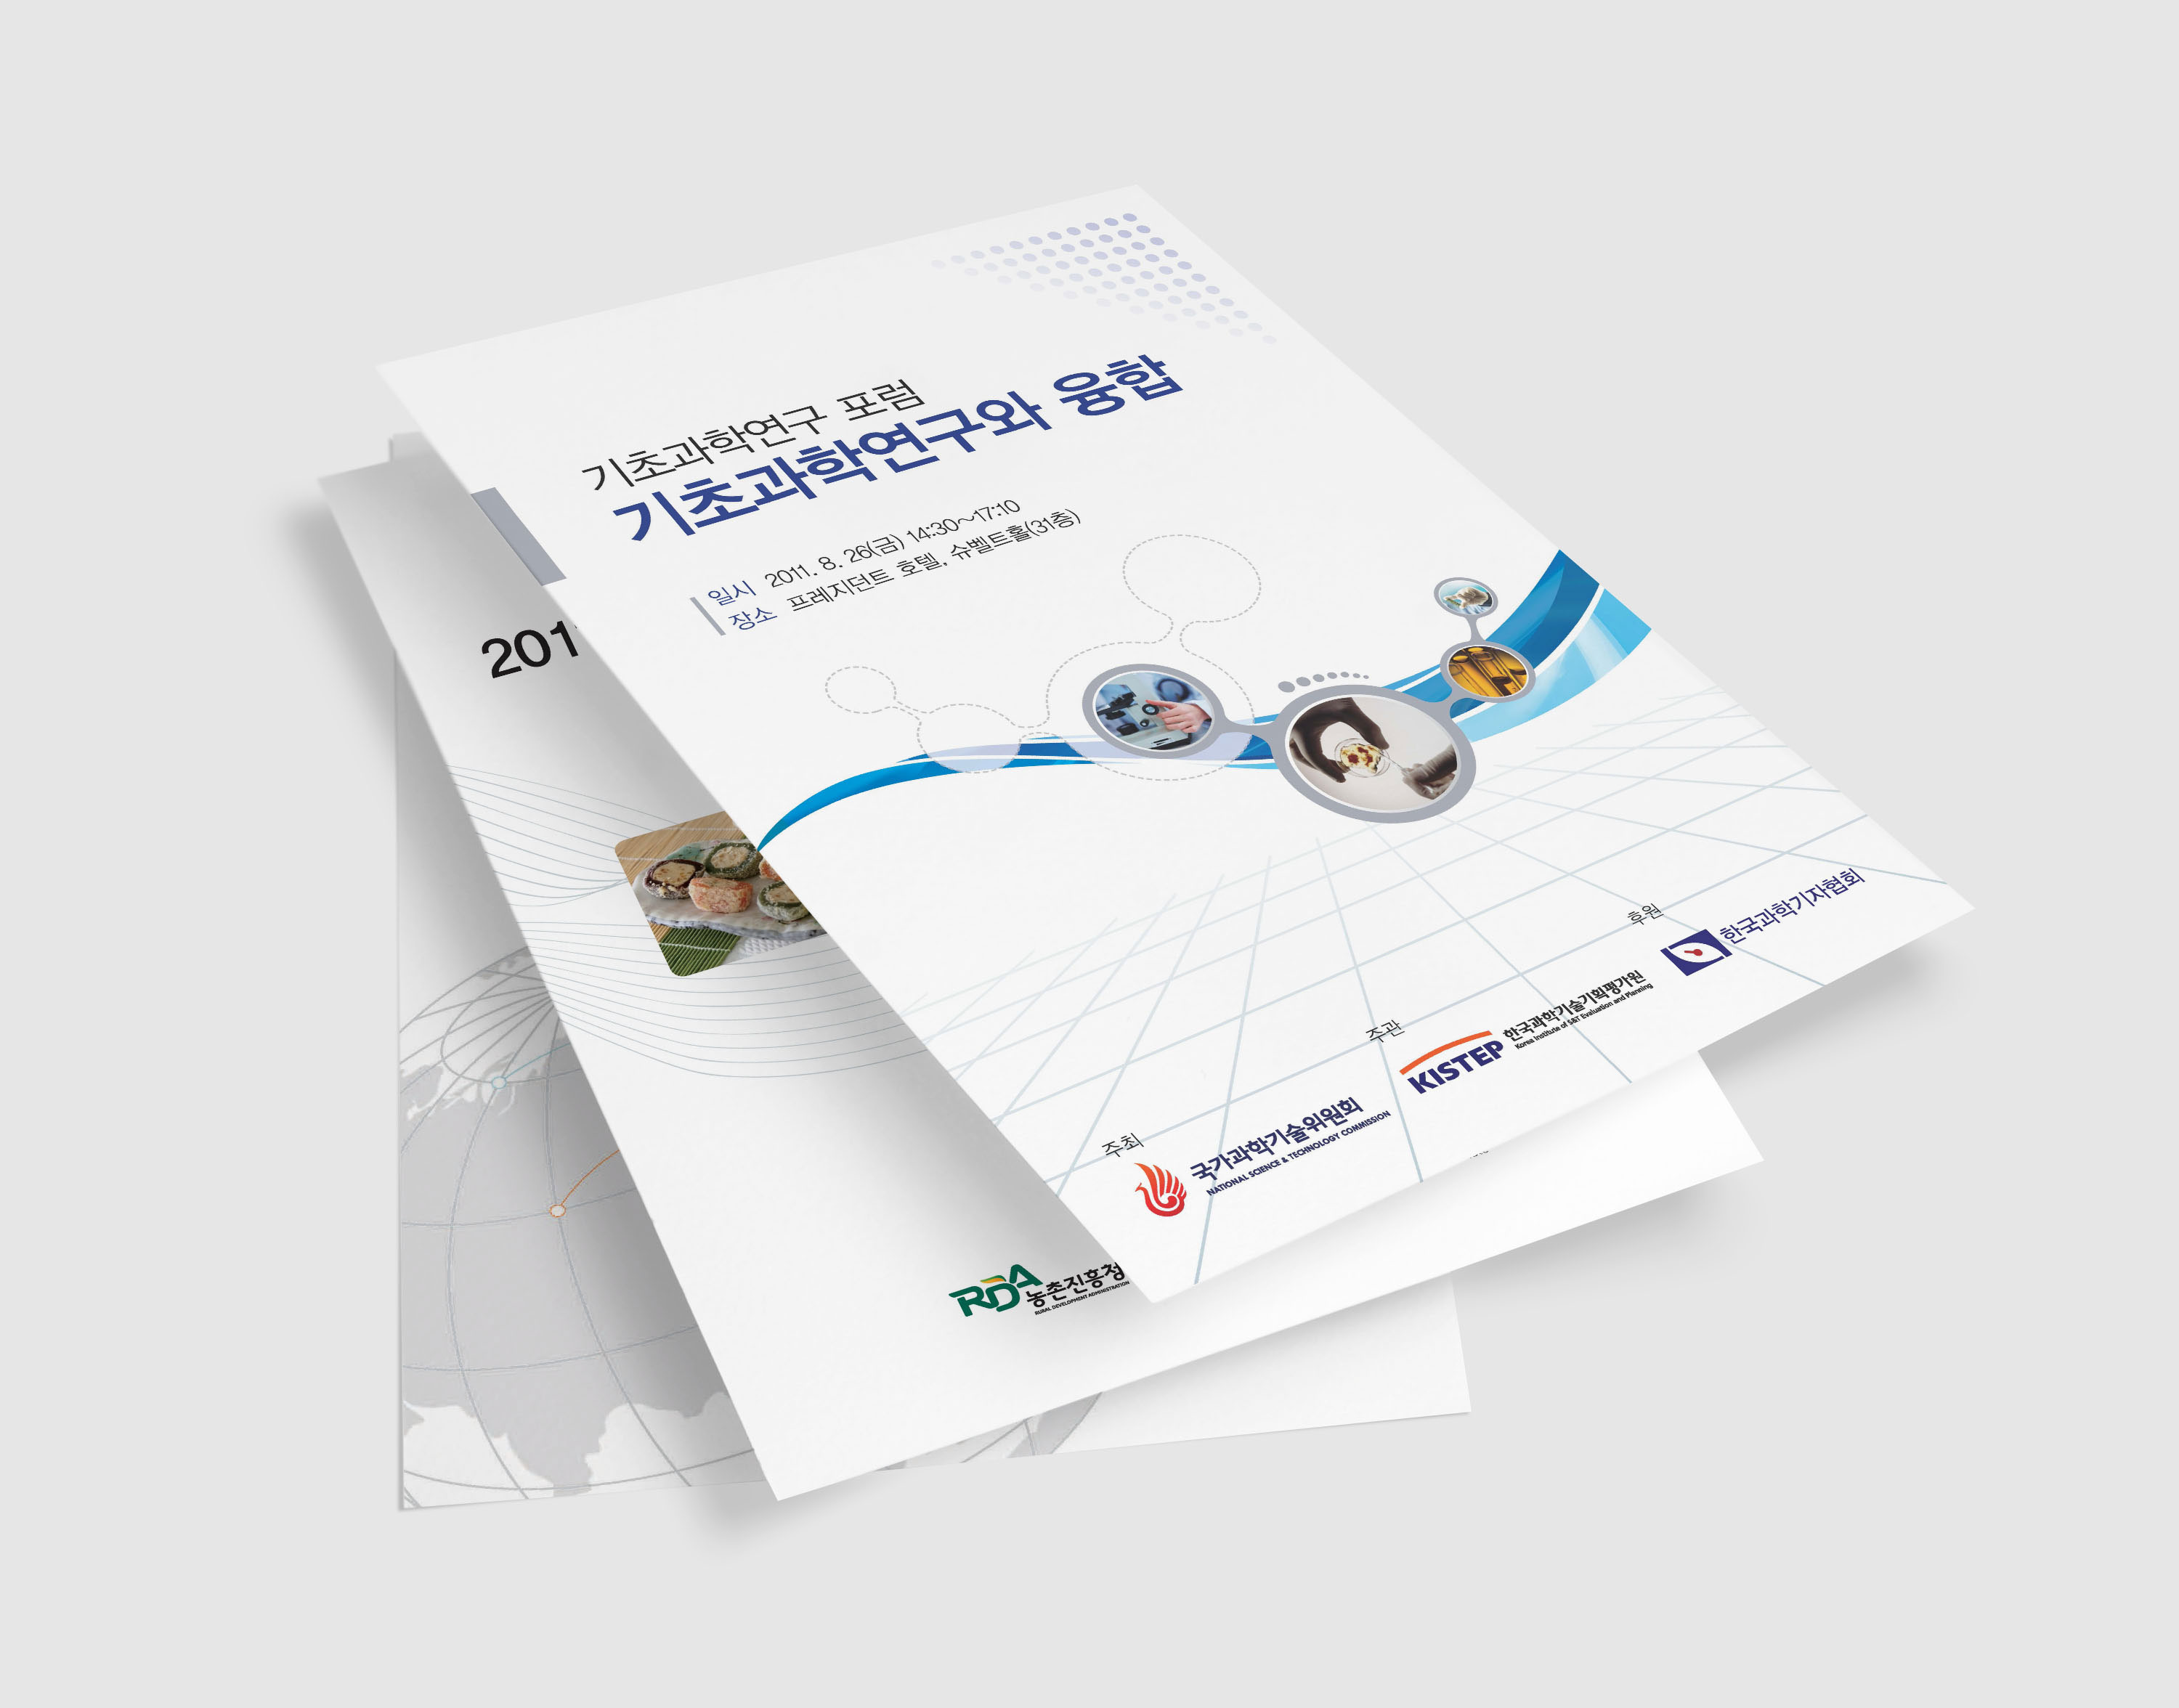 기초과학연구 포럼
기초과학연구와 융합
일시 2011. 8. 26(금) 14:30~17:10
장소 프레지던트 호텔, 슈벨트홀(31층)
주최
국가과학기술위원회
NATIONAL SCIENCE & TECHNOLOGY COMMISSION
주관
KISTEP 한국과학기술기획평가원
Korea Institute of S&T Evaluation and Planning
후원
한국과학기자협회
201
RDA 농촌진흥청
RURAL DEVELOPMENT ADMINISTRATION